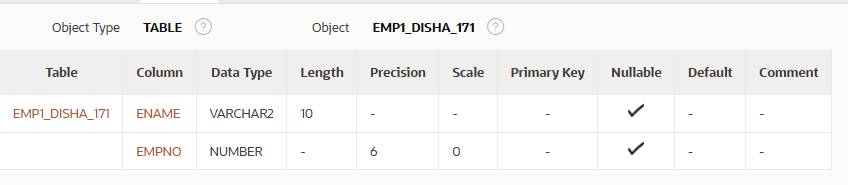 Object Type TABLE ? Object EMP1_DISHA_171 ?
Table Column Data Type Length Precision Scale Primary Key Nullable Default Comment
EMP1_DISHA_171 ENAME VARCHAR2 10 - - - ✓ - -
EMPNO NUMBER - 6 0 - ✓ - -